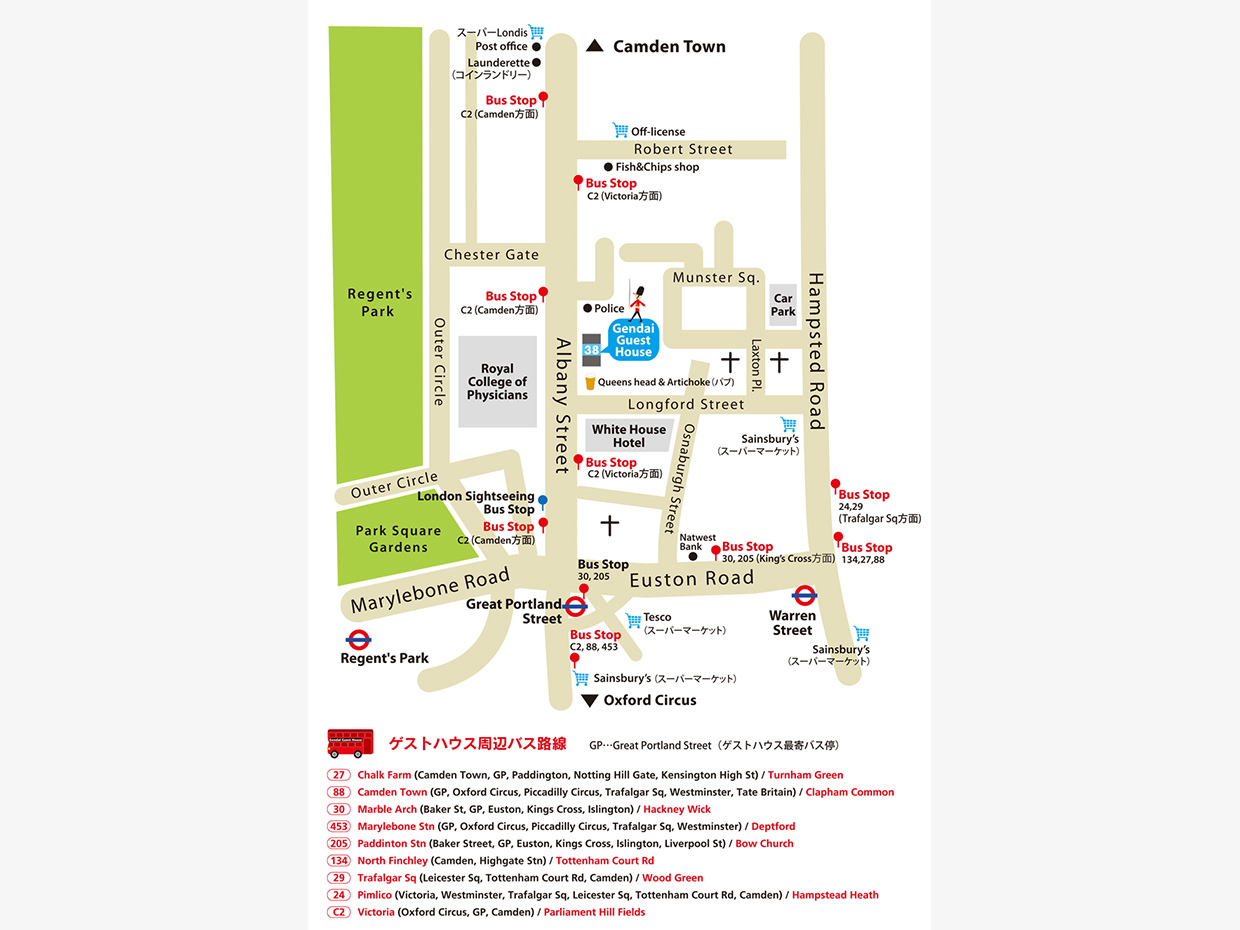 スーパーLondis
Post office
Launderette
(コインランドリー)
Camden Town
Bus Stop
C2 (Camden方面)
Off-license
Robert Street
Fish&Chips shop
Bus Stop
C2 (Victoria方面)
Chester Gate
Munster Sq.
Regent's
Park
Bus Stop
C2 (Camden方面)
Police
Car
Park
Hampsted Road
Gendai
Guest
House
38
Outer Circle
Albany Street
Laxton Pl.
Royal
College of
Physicians
Queens head & Artichoke (パブ)
Longford Street
White House
Hotel
Osnaburgh Street
Sainsbury's
(スーパーマーケット)
Bus Stop
C2 (Victoria方面)
Outer Circle
London Sightseeing
Bus Stop
Bus Stop
24,29
(Trafalgar Sq方面)
Park Square
Gardens
Bus Stop
C2 (Camden方面)
Natwest
Bank
Bus Stop
30, 205 (King's Cross方面)
Bus Stop
134,27,88
Bus Stop
30, 205
Marylebone Road
Euston Road
Great Portland
Street
Tesco
(スーパーマーケット)
Warren
Street
Bus Stop
C2, 88, 453
Regent's Park
Sainsbury's
(スーパーマーケット)
Sainsbury's (スーパーマーケット)
Oxford Circus
Gendai Guest House
ゲストハウス周辺バス路線 GP…Great Portland Street（ゲストハウス最寄バス停）
27 Chalk Farm (Camden Town, GP, Paddington, Notting Hill Gate, Kensington High St) / Turnham Green
88 Camden Town (GP, Oxford Circus, Piccadilly Circus, Trafalgar Sq, Westminster, Tate Britain) / Clapham Common
30 Marble Arch (Baker St, GP, Euston, Kings Cross, Islington) / Hackney Wick
453 Marylebone Stn (GP, Oxford Circus, Piccadilly Circus, Trafalgar Sq, Westminster) / Deptford
205 Paddinton Stn (Baker Street, GP, Euston, Kings Cross, Islington, Liverpool St) / Bow Church
134 North Finchley (Camden, Highgate Stn) / Tottenham Court Rd
29 Trafalgar Sq (Leicester Sq, Tottenham Court Rd, Camden) / Wood Green
24 Pimlico (Victoria, Westminster, Trafalgar Sq, Leicester Sq, Tottenham Court Rd, Camden) / Hampstead Heath
C2 Victoria (Oxford Circus, GP, Camden) / Parliament Hill Fields